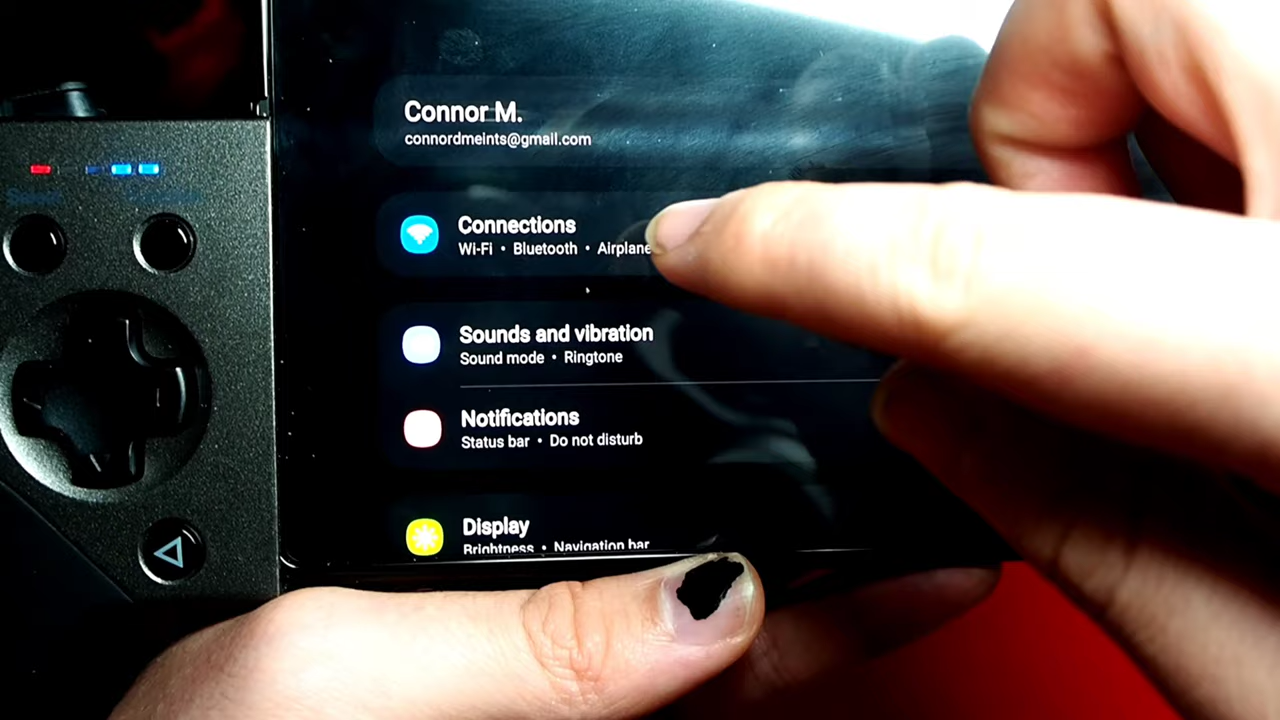 Connor M.
connordmeints@gmail.com
Connections
Wi-Fi • Bluetooth • Airplane
Sounds and vibration
Sound mode • Ringtone
Notifications
Status bar • Do not disturb
Display
Brightness • Navigation bar